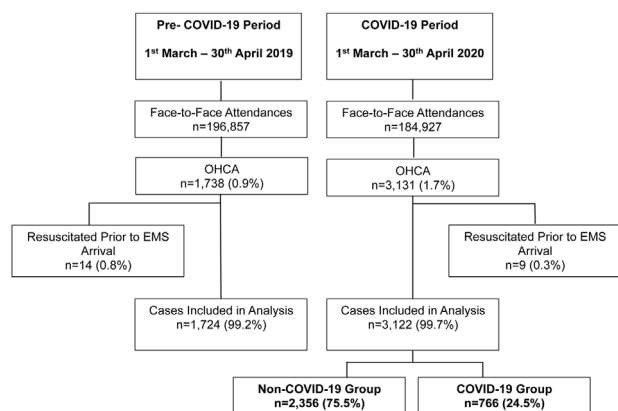 Pre- COVID-19 Period
1st March – 30th April 2019
COVID-19 Period
1st March – 30th April 2020
Face-to-Face Attendances
n=196,857
Face-to-Face Attendances
n=184,927
OHCA
n=1,738 (0.9%)
OHCA
n=3,131 (1.7%)
Resuscitated Prior to EMS
Arrival
n=14 (0.8%)
Resuscitated Prior to EMS
Arrival
n=9 (0.3%)
Cases Included in Analysis
n=1,724 (99.2%)
Cases Included in Analysis
n=3,122 (99.7%)
Non-COVID-19 Group
n=2,356 (75.5%)
COVID-19 Group
n=766 (24.5%)